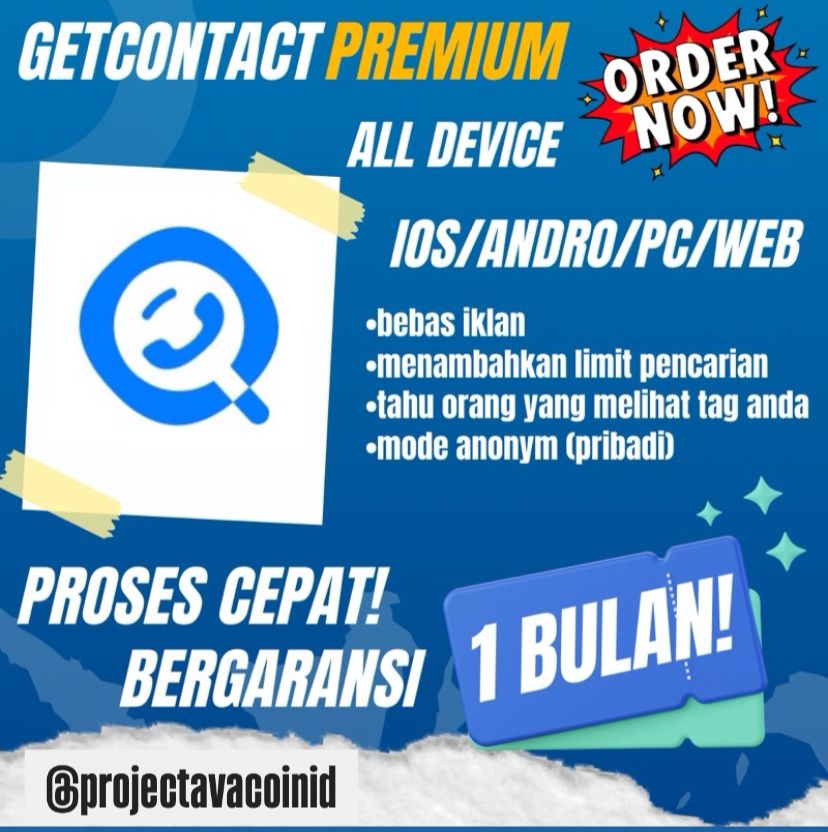 GETCONTACT PREMIUM
ORDER
NOW!
ALL DEVICE
IOS/ANDRO/PC/WEB
•bebas iklan
•menambahkan limit pencarian
•tahu orang yang melihat tag anda
•mode anonym (pribadi)
PROSES CEPAT!
BERGARANSI
1 BULAN!
@projectavacoinid